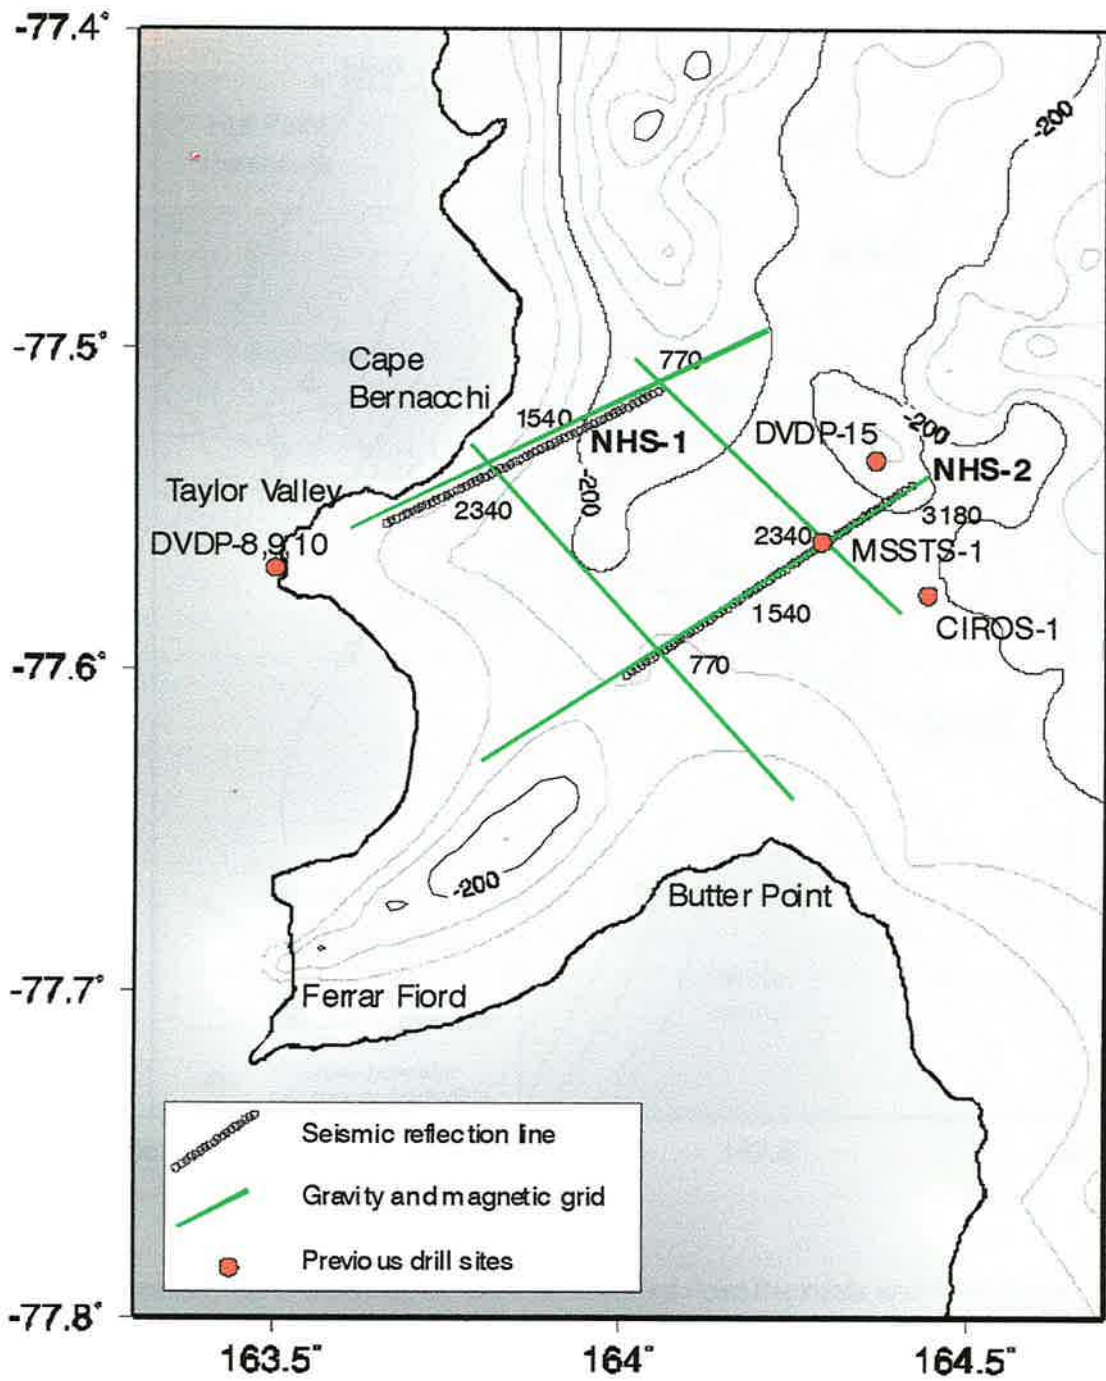 -77.4°
-200
-77.5°
Cape
Bernacchi
770
1540
NHS-1
DVDP-15
-200
NHS-2
Taylor Valley
2340
-200
3180
DVDP-8,9,10
2340
MSSTS-1
1540
CIROS-1
-77.6°
770
-200
Butter Point
-77.7°
Ferrar Fiord
Seismic reflection line
Gravity and magnetic grid
Previous drill sites
-77.8°
163.5°
164°
164.5°